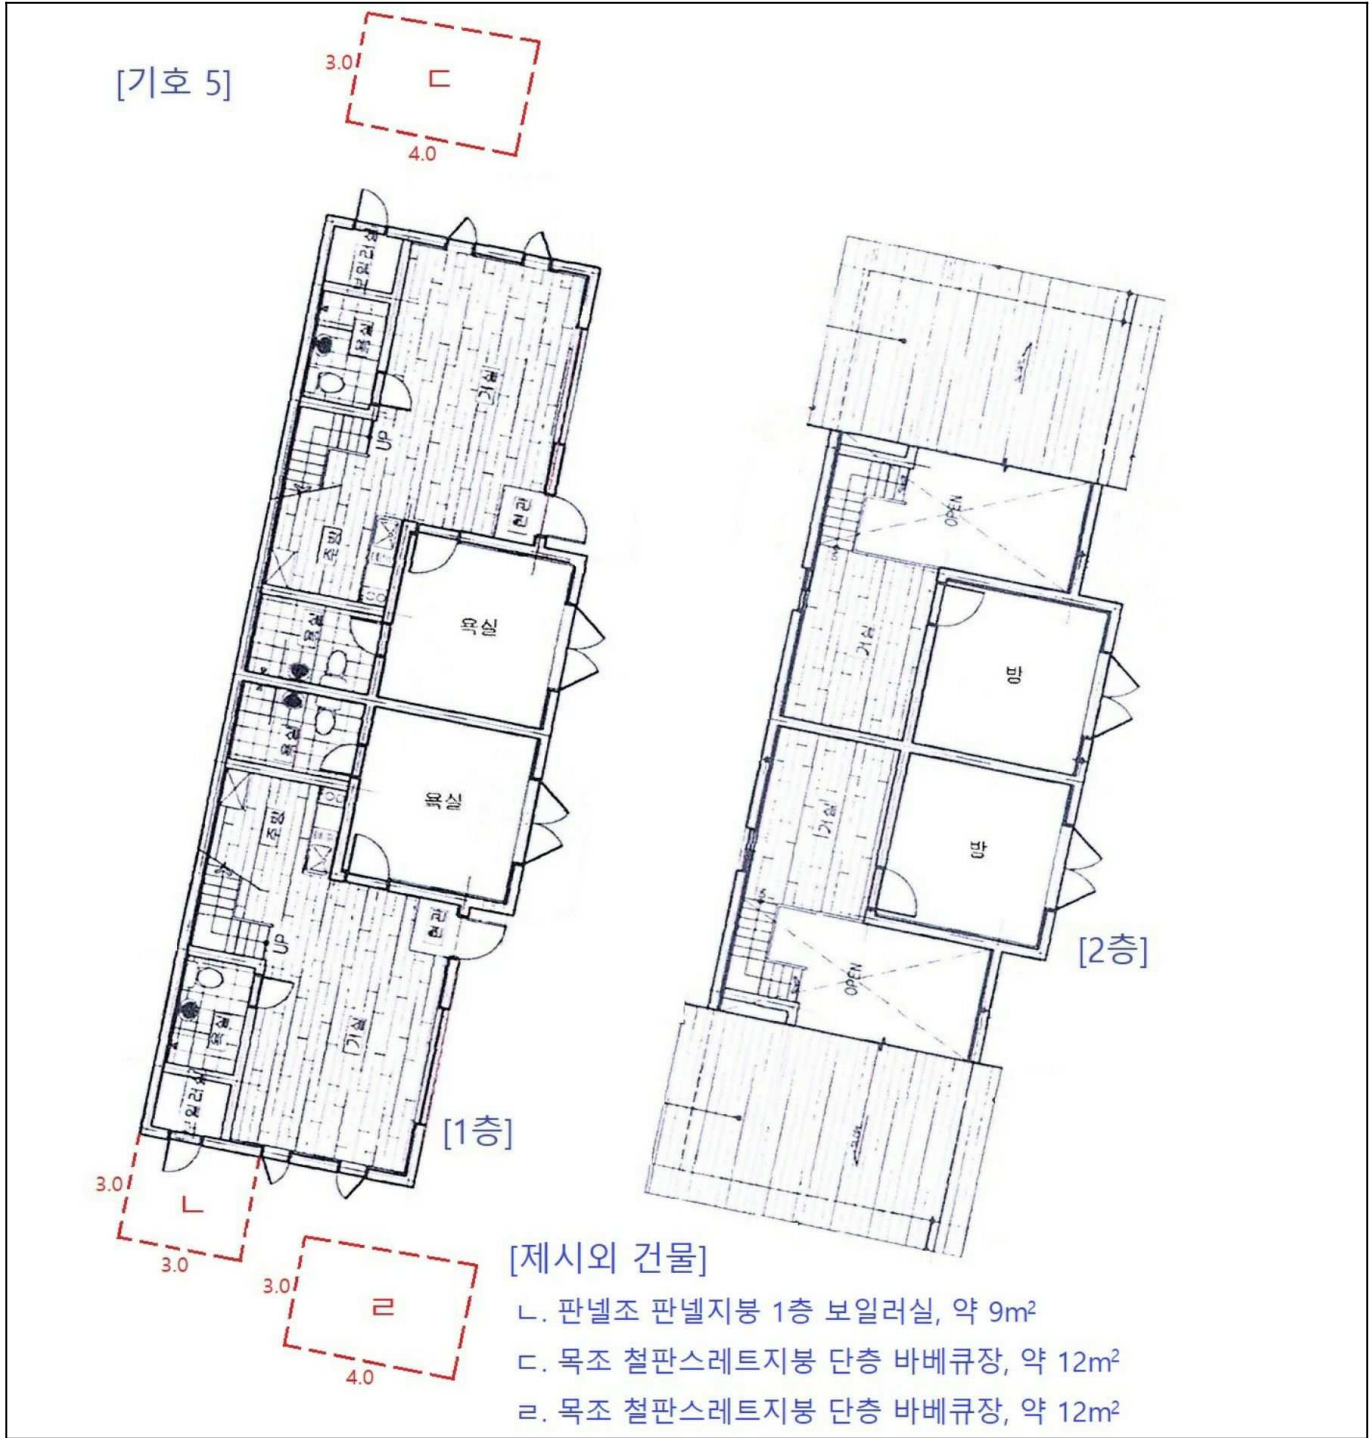 [기호 5]
3.0
ㄷ
4.0
보일러실
욕실
거실
UP
현관
주방
욕실
욕실
욕실
욕실
주방
현관
UP
욕실
거실
보일러실
[1층]
OPEN
거실
방
거실
방
OPEN
[2층]
3.0
ㄴ
3.0
3.0
ㄹ
4.0
[제시외 건물]
ㄴ. 판넬조 판넬지붕 1층 보일러실, 약 9m²
ㄷ. 목조 철판스레트지붕 단층 바베큐장, 약 12m²
ㄹ. 목조 철판스레트지붕 단층 바베큐장, 약 12m²